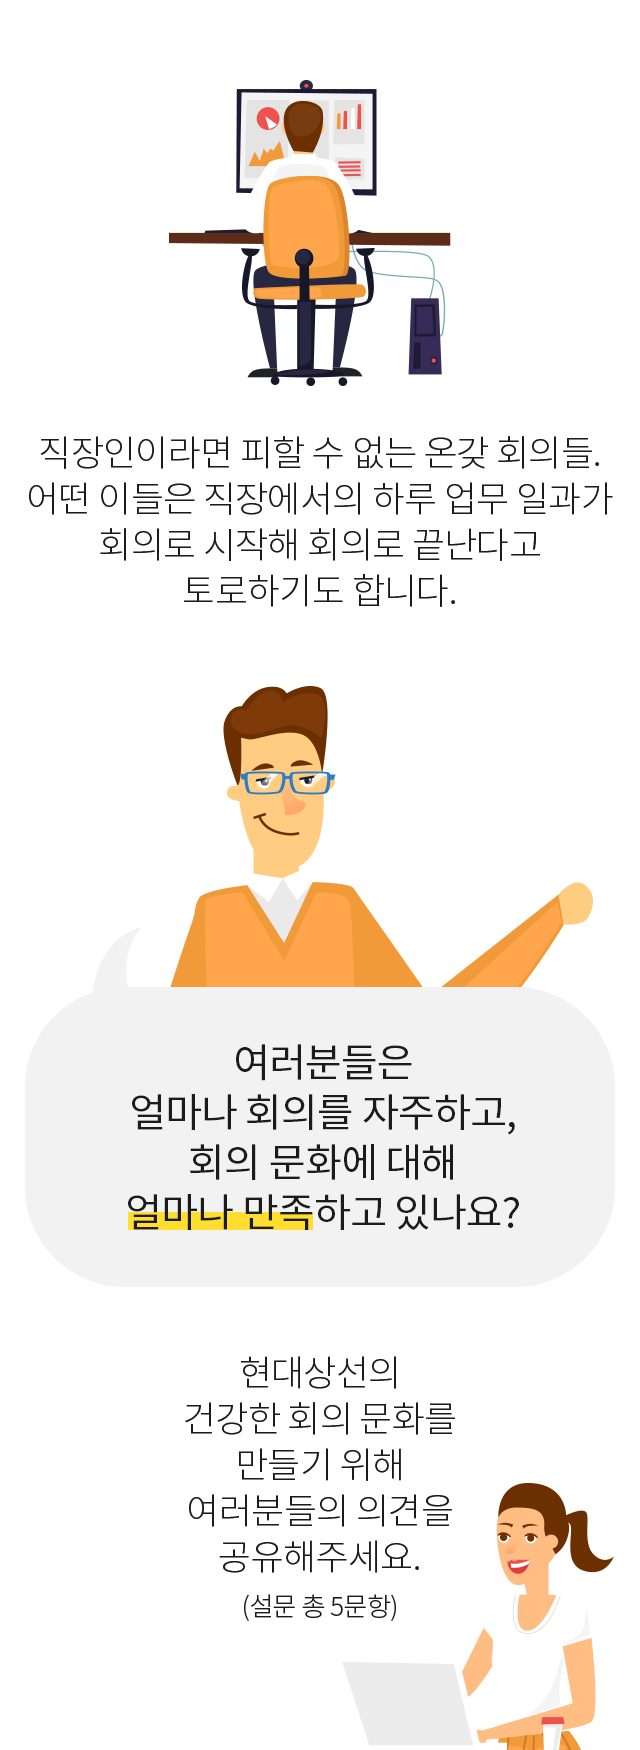 직장인이라면 피할 수 없는 온갖 회의들.
어떤 이들은 직장에서의 하루 업무 일과가
회의로 시작해 회의로 끝난다고
토로하기도 합니다.
여러분들은
얼마나 회의를 자주하고,
회의 문화에 대해
얼마나 만족하고 있나요?
현대상선의
건강한 회의 문화를
만들기 위해
여러분들의 의견을
공유해주세요.
(설문 총 5문항)